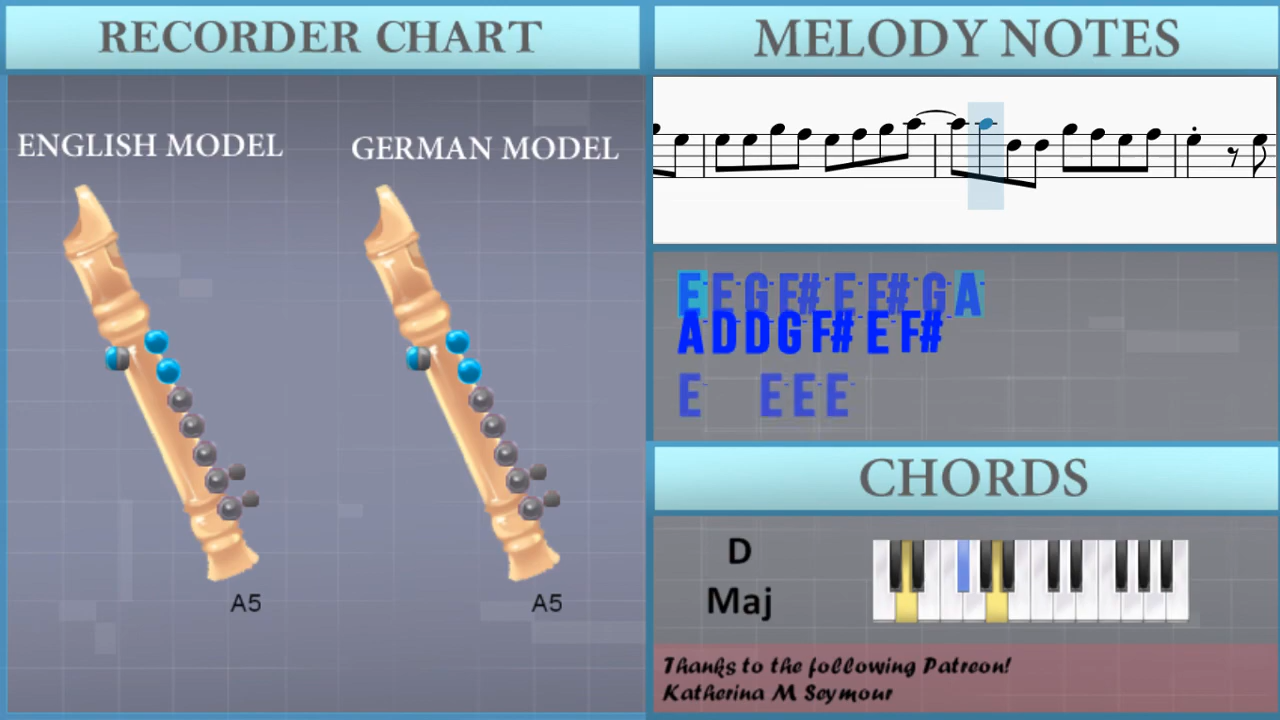 RECORDER CHART
ENGLISH MODEL
GERMAN MODEL
A5
A5
MELODY NOTES
E E G F# E F# G A
A D D G F# E F#
E E E E
CHORDS
D
Maj
Thanks to the following Patreon!
Katherina M Seymour